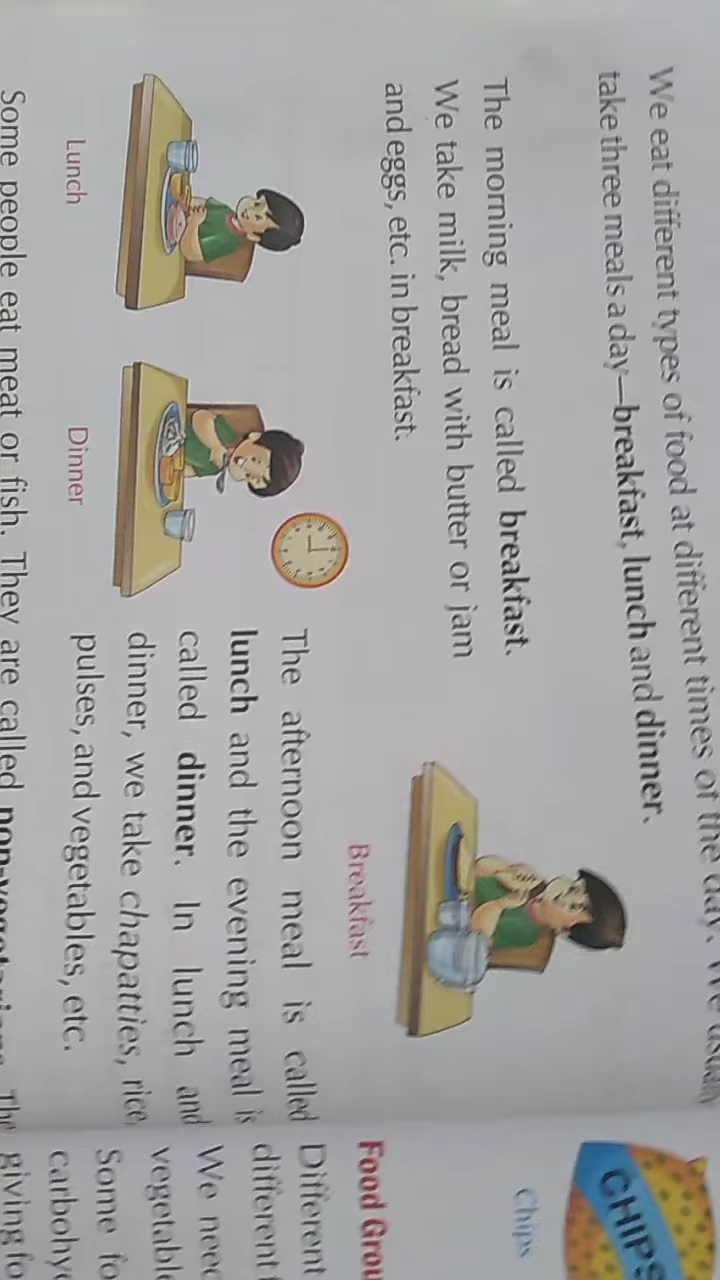 We eat different types of food at different times of the day. We usually
take three meals a day—breakfast, lunch and dinner.
The morning meal is called breakfast.
We take milk, bread with butter or jam
and eggs, etc. in breakfast.
Breakfast
Lunch
Dinner
The afternoon meal is called
lunch and the evening meal is
called dinner. In lunch and
dinner, we take chapatties, rice,
pulses, and vegetables, etc.
Some people eat meat or fish. They are called non-vegetarians. The
CHIPS
Chips
Food Grou
Different
different
We need
vegetable
Some fo
carbohy
giving fo